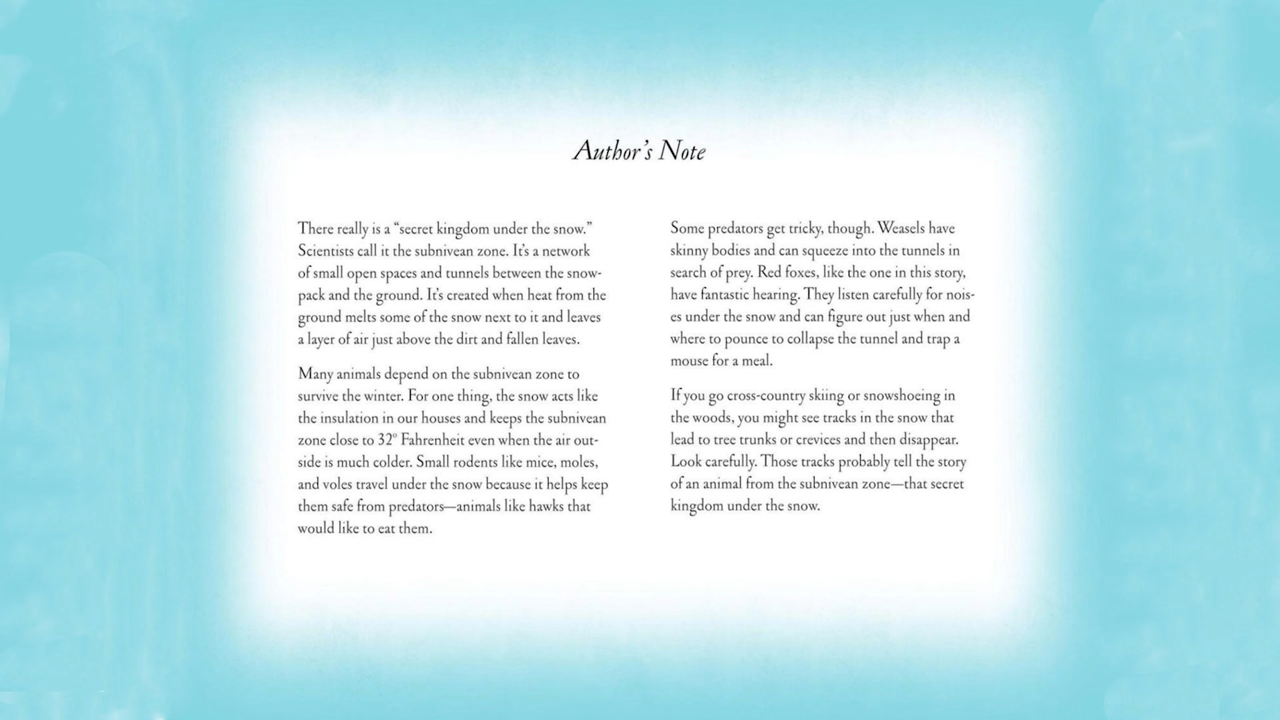 Author's Note
There really is a “secret kingdom under the snow.”
Scientists call it the subnivean zone. It's a network
of small open spaces and tunnels between the snow-
pack and the ground. It's created when heat from the
ground melts some of the snow next to it and leaves
a layer of air just above the dirt and fallen leaves.
Many animals depend on the subnivean zone to
survive the winter. For one thing, the snow acts like
the insulation in our houses and keeps the subnivean
zone close to 32° Fahrenheit even when the air out-
side is much colder. Small rodents like mice, moles,
and voles travel under the snow because it helps keep
them safe from predators—animals like hawks that
would like to eat them.
Some predators get tricky, though. Weasels have
skinny bodies and can squeeze into the tunnels in
search of prey. Red foxes, like the one in this story,
have fantastic hearing. They listen carefully for nois-
es under the snow and can figure out just when and
where to pounce to collapse the tunnel and trap a
mouse for a meal.
If you go cross-country skiing or snowshoeing in
the woods, you might see tracks in the snow that
lead to tree trunks or crevices and then disappear.
Look carefully. Those tracks probably tell the story
of an animal from the subnivean zone—that secret
kingdom under the snow.